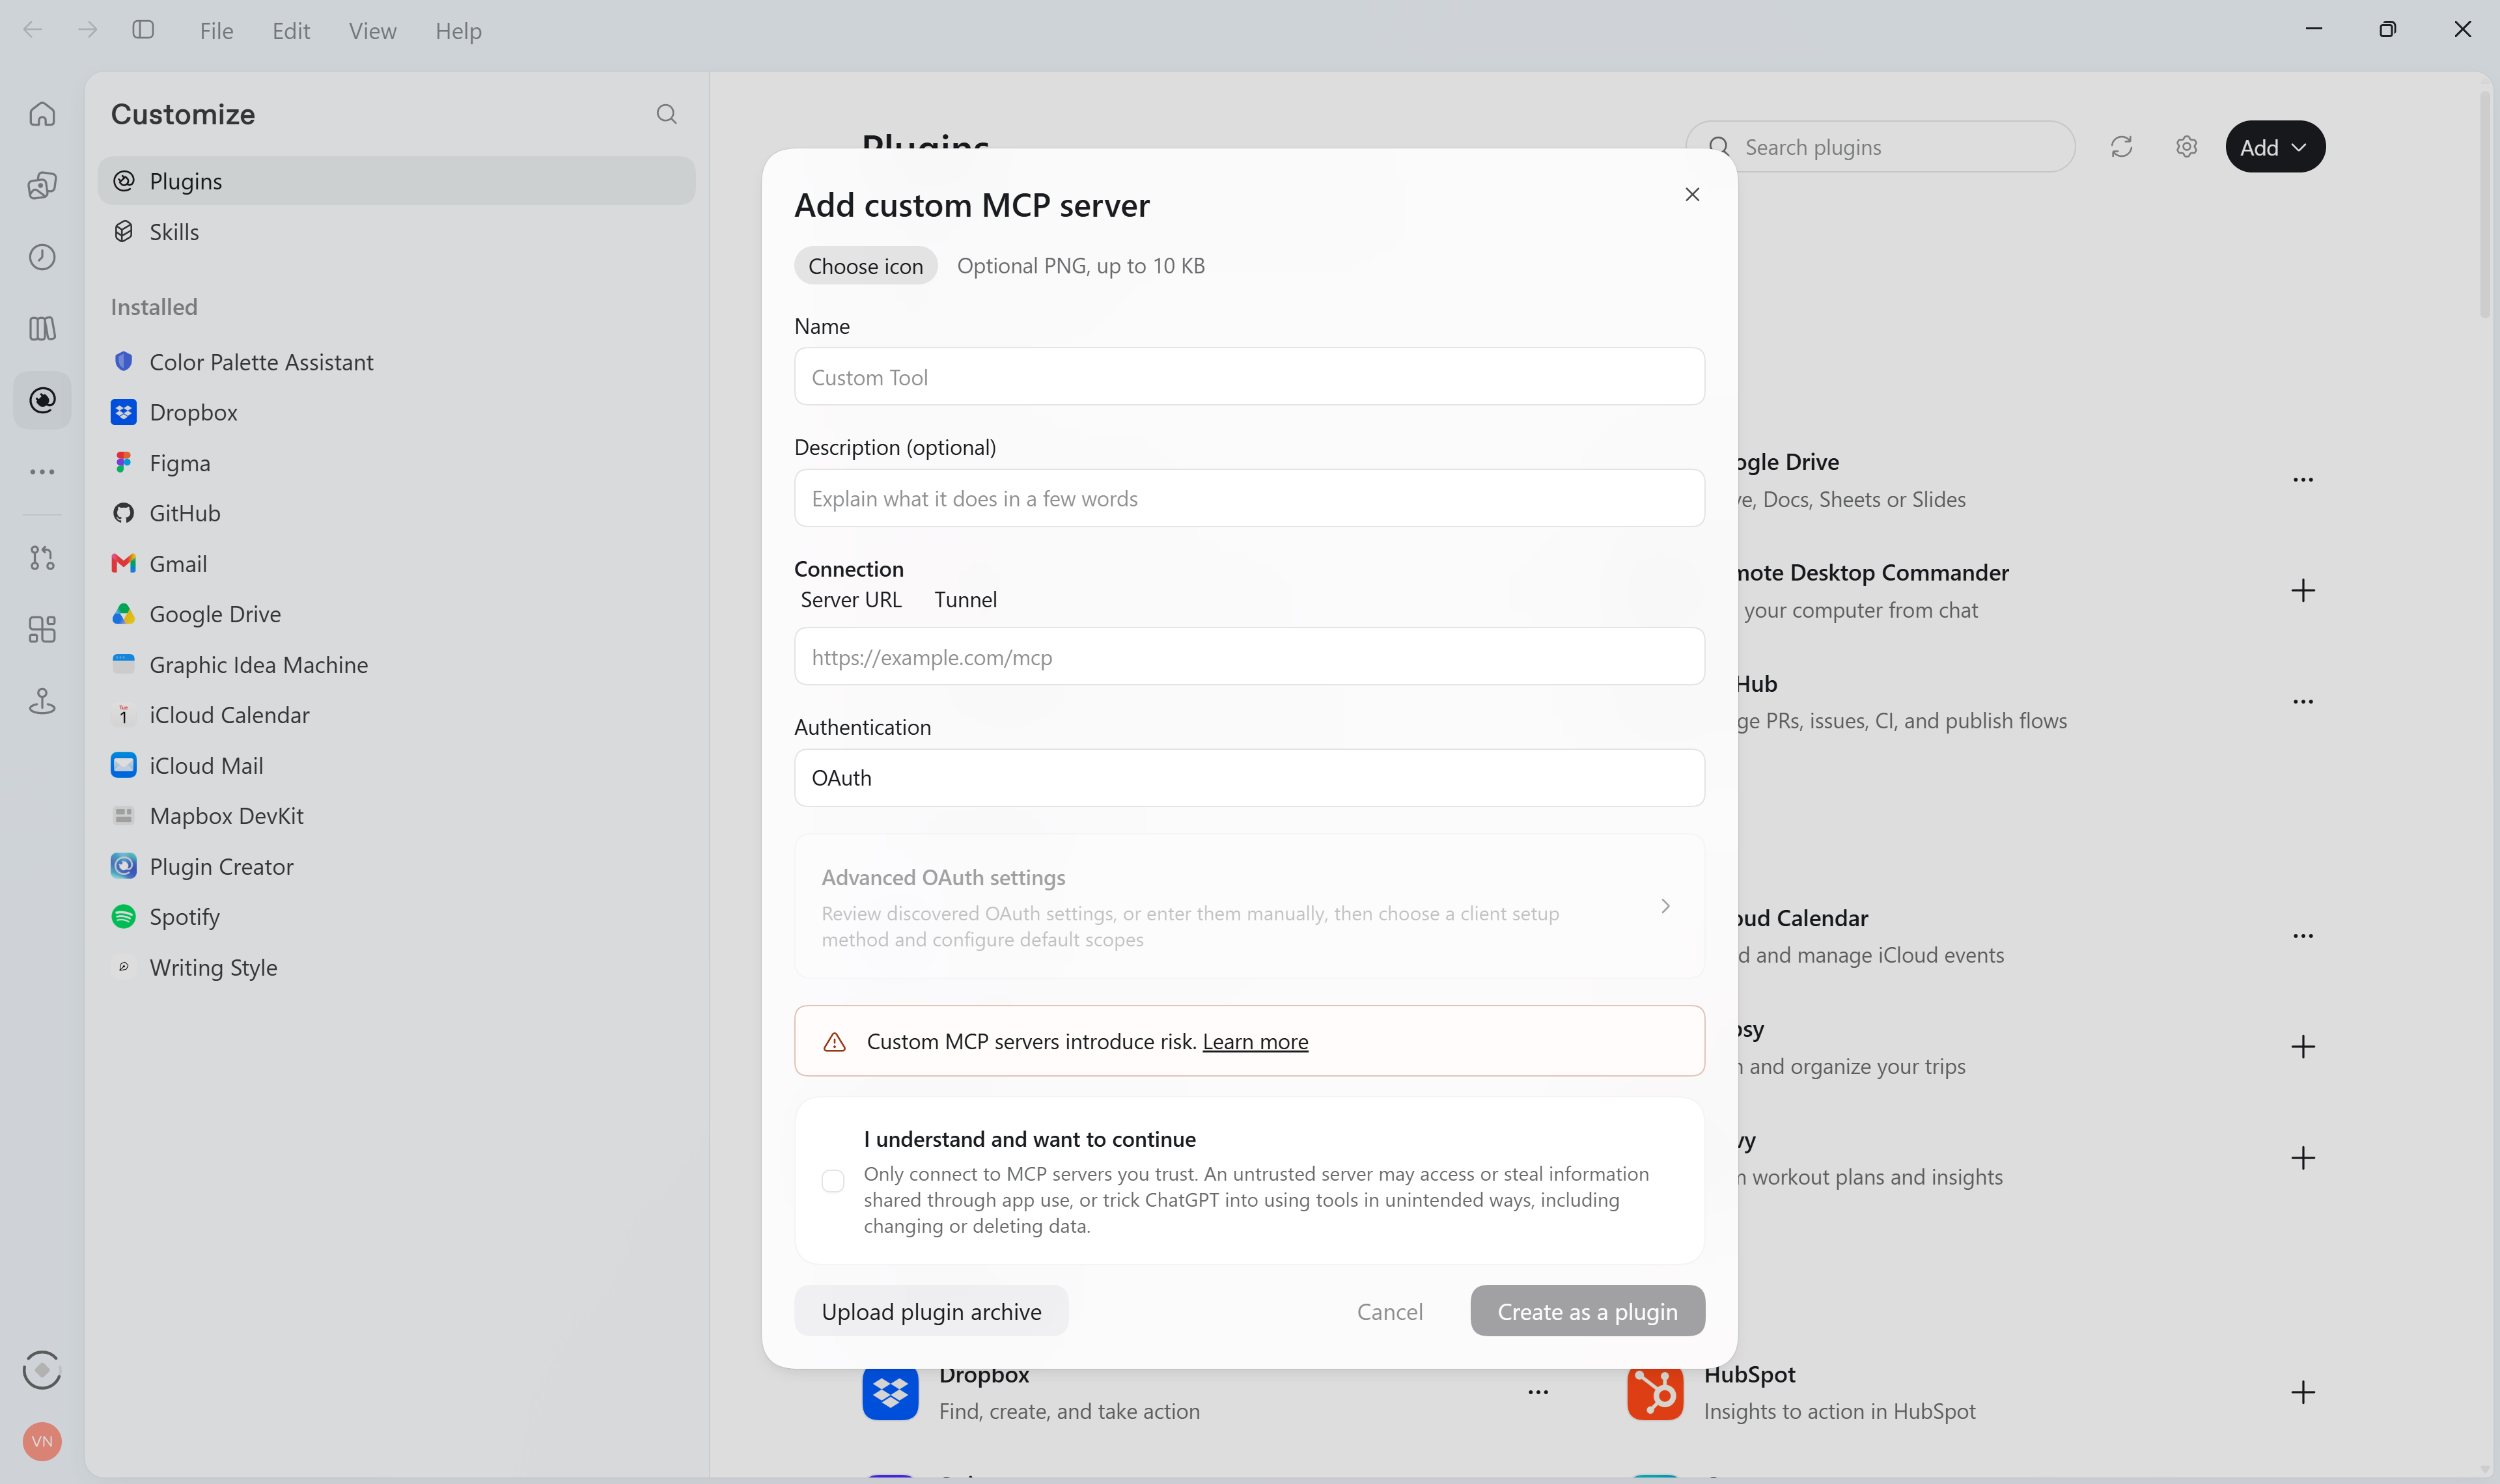 File Edit View Help
Customize
Plugins
Skills
Installed
Color Palette Assistant
Dropbox
Figma
GitHub
Gmail
Google Drive
Graphic Idea Machine
Tue
1
iCloud Calendar
iCloud Mail
Mapbox DevKit
Plugin Creator
Spotify
Writing Style
VN
Plugins
Search plugins
Add
Add custom MCP server
Choose icon Optional PNG, up to 10 KB
Name
Custom Tool
Description (optional)
Explain what it does in a few words
Connection
Server URL Tunnel
https://example.com/mcp
Authentication
OAuth
Advanced OAuth settings
Review discovered OAuth settings, or enter them manually, then choose a client setup
method and configure default scopes
Custom MCP servers introduce risk. Learn more
I understand and want to continue
Only connect to MCP servers you trust. An untrusted server may access or steal information
shared through app use, or trick ChatGPT into using tools in unintended ways, including
changing or deleting data.
Upload plugin archive
Cancel
Create as a plugin
ogle Drive
ve, Docs, Sheets or Slides
mote Desktop Commander
your computer from chat
Hub
ge PRs, issues, CI, and publish flows
oud Calendar
d and manage iCloud events
psy
n and organize your trips
vy
workout plans and insights
Dropbox
Find, create, and take action
HubSpot
Insights to action in HubSpot